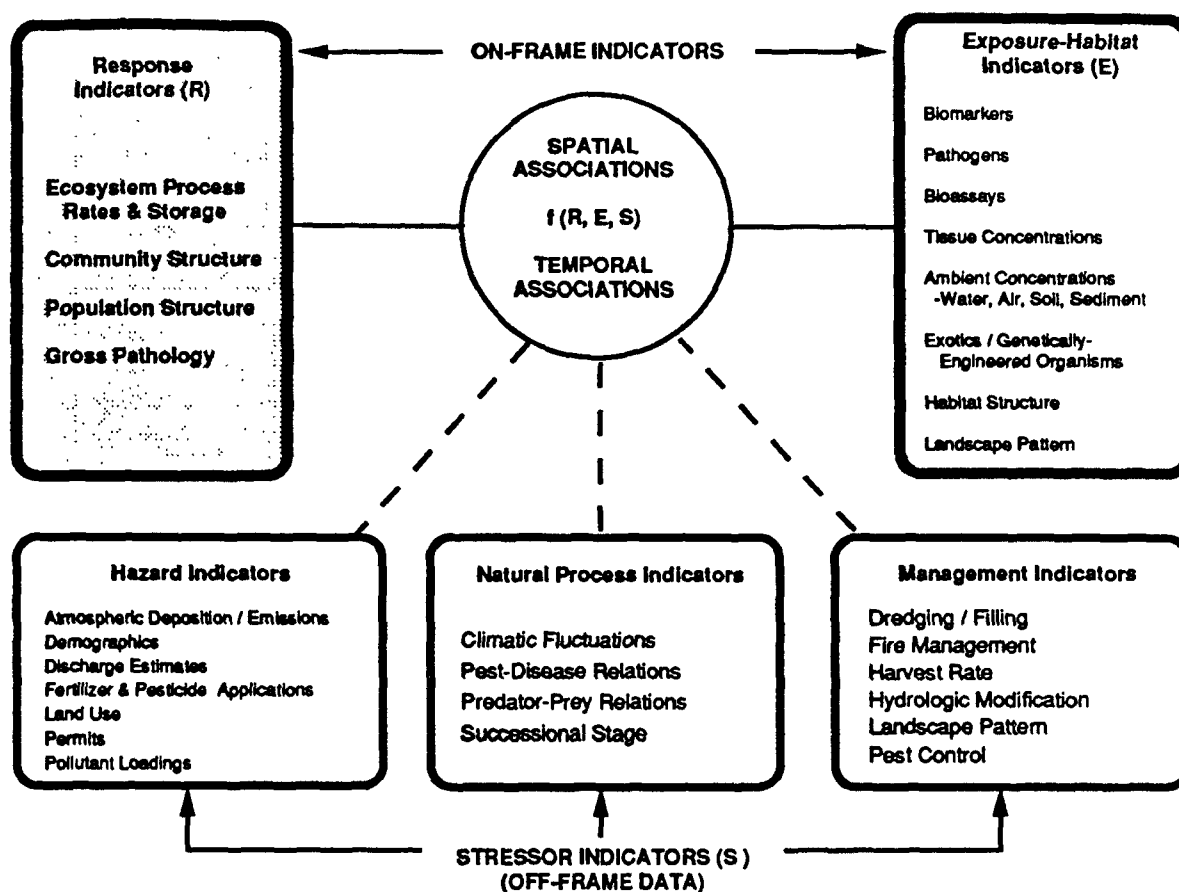 ON-FRAME INDICATORS
Response
Indicators (R)
Ecosystem Process
Rates & Storage
Community Structure
Population Structure
Gross Pathology
SPATIAL
ASSOCIATIONS
f (R, E, S)
TEMPORAL
ASSOCIATIONS
Exposure-Habitat
Indicators (E)
Biomarkers
Pathogens
Bioassays
Tissue Concentrations
Ambient Concentrations
-Water, Air, Soil, Sediment
Exotics / Genetically-
Engineered Organisms
Habitat Structure
Landscape Pattern
Hazard Indicators
Atmospheric Deposition / Emissions
Demographics
Discharge Estimates
Fertilizer & Pesticide Applications
Land Use
Permits
Pollutant Loadings
Natural Process Indicators
Climatic Fluctuations
Pest-Disease Relations
Predator-Prey Relations
Successional Stage
Management Indicators
Dredging / Filling
Fire Management
Harvest Rate
Hydrologic Modification
Landscape Pattern
Pest Control
STRESSOR INDICATORS (S )
(OFF-FRAME DATA)